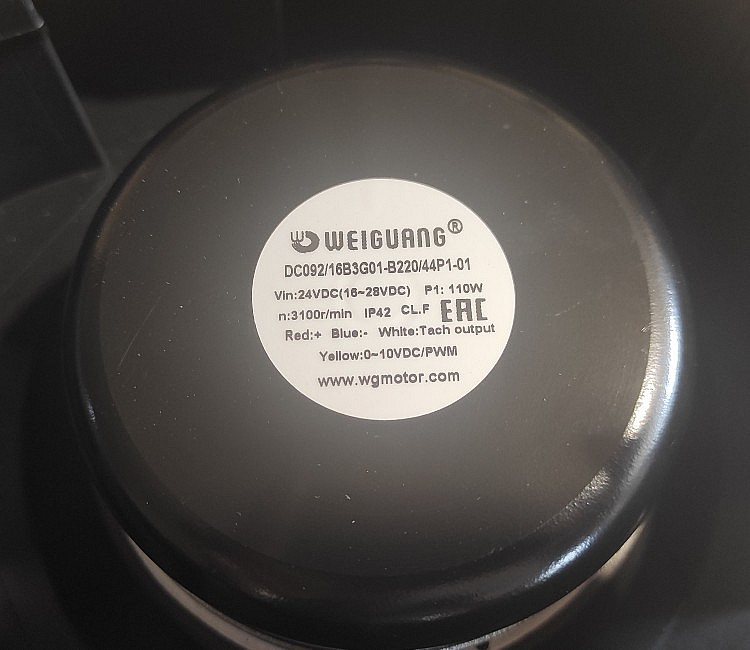 WEIGUANG®
DC092/16B3G01-B220/44P1-01
Vin:24VDC(16~28VDC) P1: 110W
n:3100r/min IP42 CL.F EAC
Red:+ Blue:- White:Tach output
Yellow:0~10VDC/PWM
www.wgmotor.com